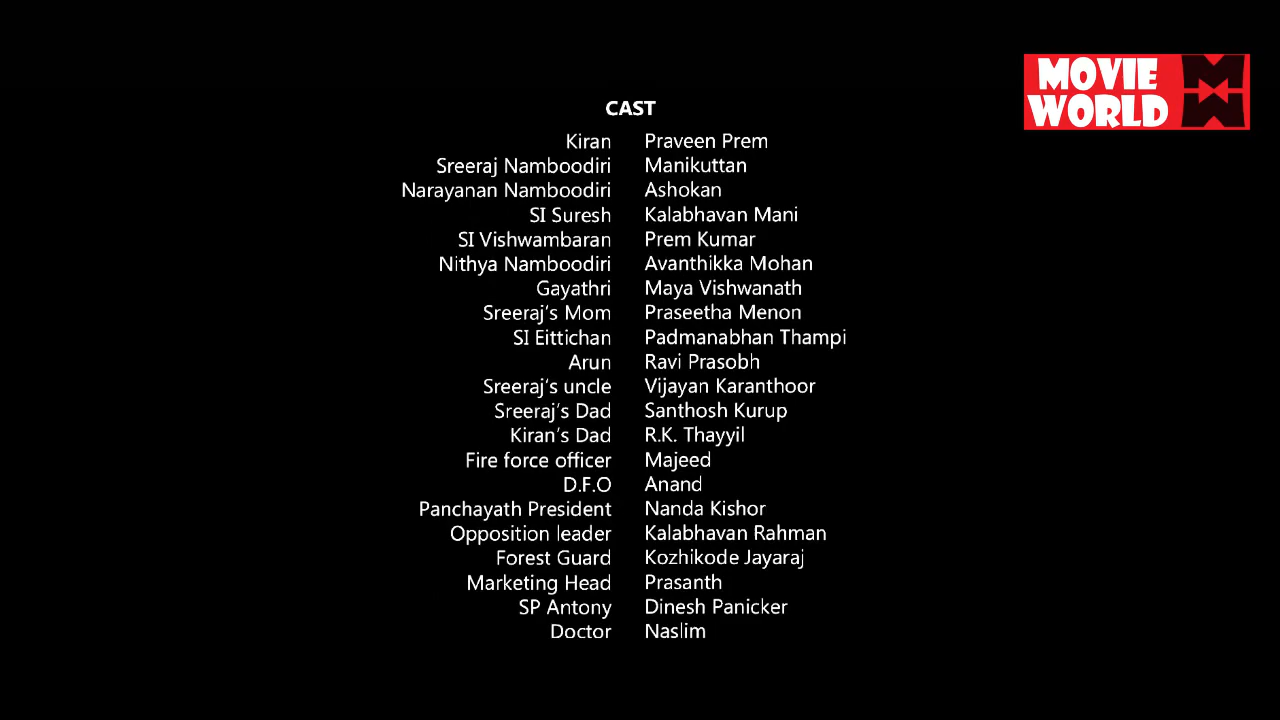 MOVIE
WORLD
CAST
Kiran Praveen Prem
Sreeraj Namboodiri Manikuttan
Narayanan Namboodiri Ashokan
SI Suresh Kalabhavan Mani
SI Vishwambaran Prem Kumar
Nithya Namboodiri Avanthikka Mohan
Gayathri Maya Vishwanath
Sreeraj's Mom Praseetha Menon
SI Eittichan Padmanabhan Thampi
Arun Ravi Prasobh
Sreeraj's uncle Vijayan Karanthoor
Sreeraj's Dad Santhosh Kurup
Kiran's Dad R.K. Thayyil
Fire force officer Majeed
D.F.O Anand
Panchayath President Nanda Kishor
Opposition leader Kalabhavan Rahman
Forest Guard Kozhikode Jayaraj
Marketing Head Prasanth
SP Antony Dinesh Panicker
Doctor Naslim